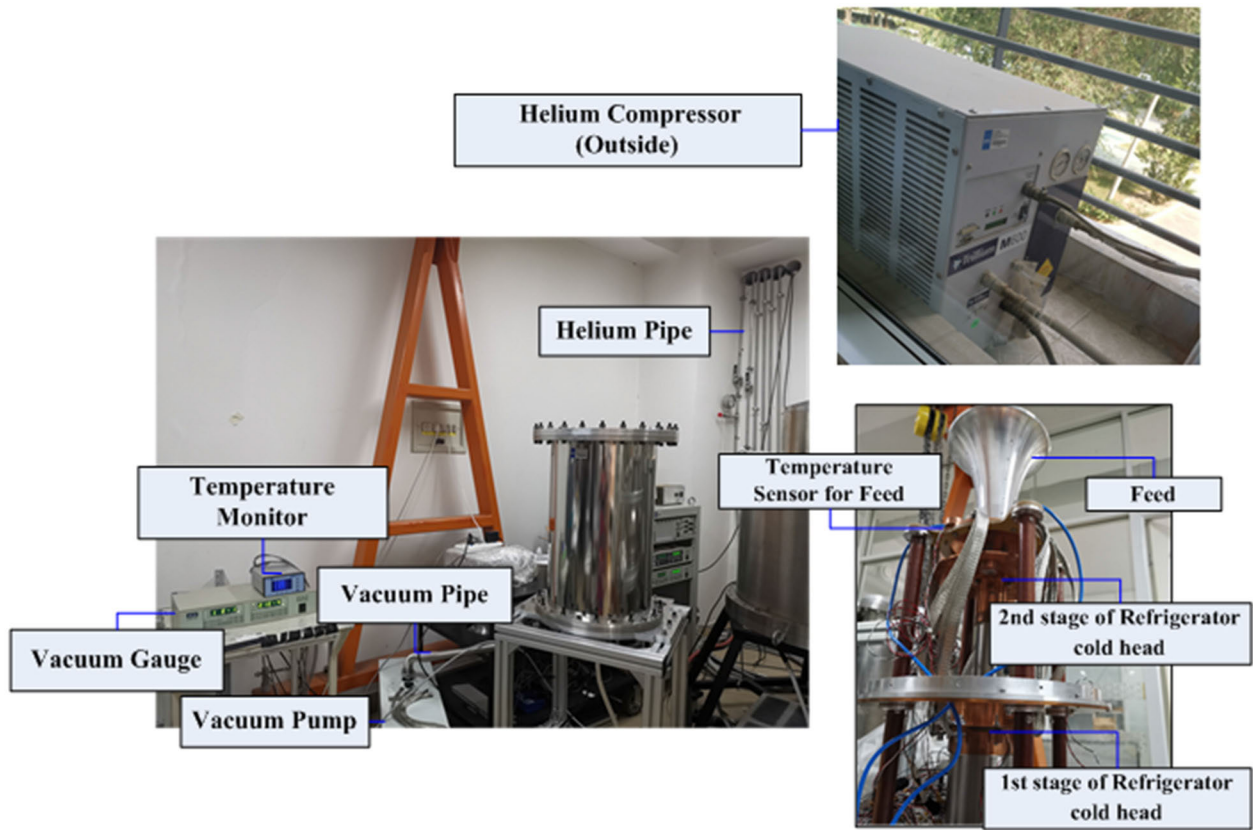 Helium Compressor
(Outside)
M600
Helium Pipe
Temperature
Sensor for Feed
Feed
Temperature
Monitor
Vacuum Pipe
2nd stage of Refrigerator
cold head
Vacuum Gauge
Vacuum Pump
1st stage of Refrigerator
cold head